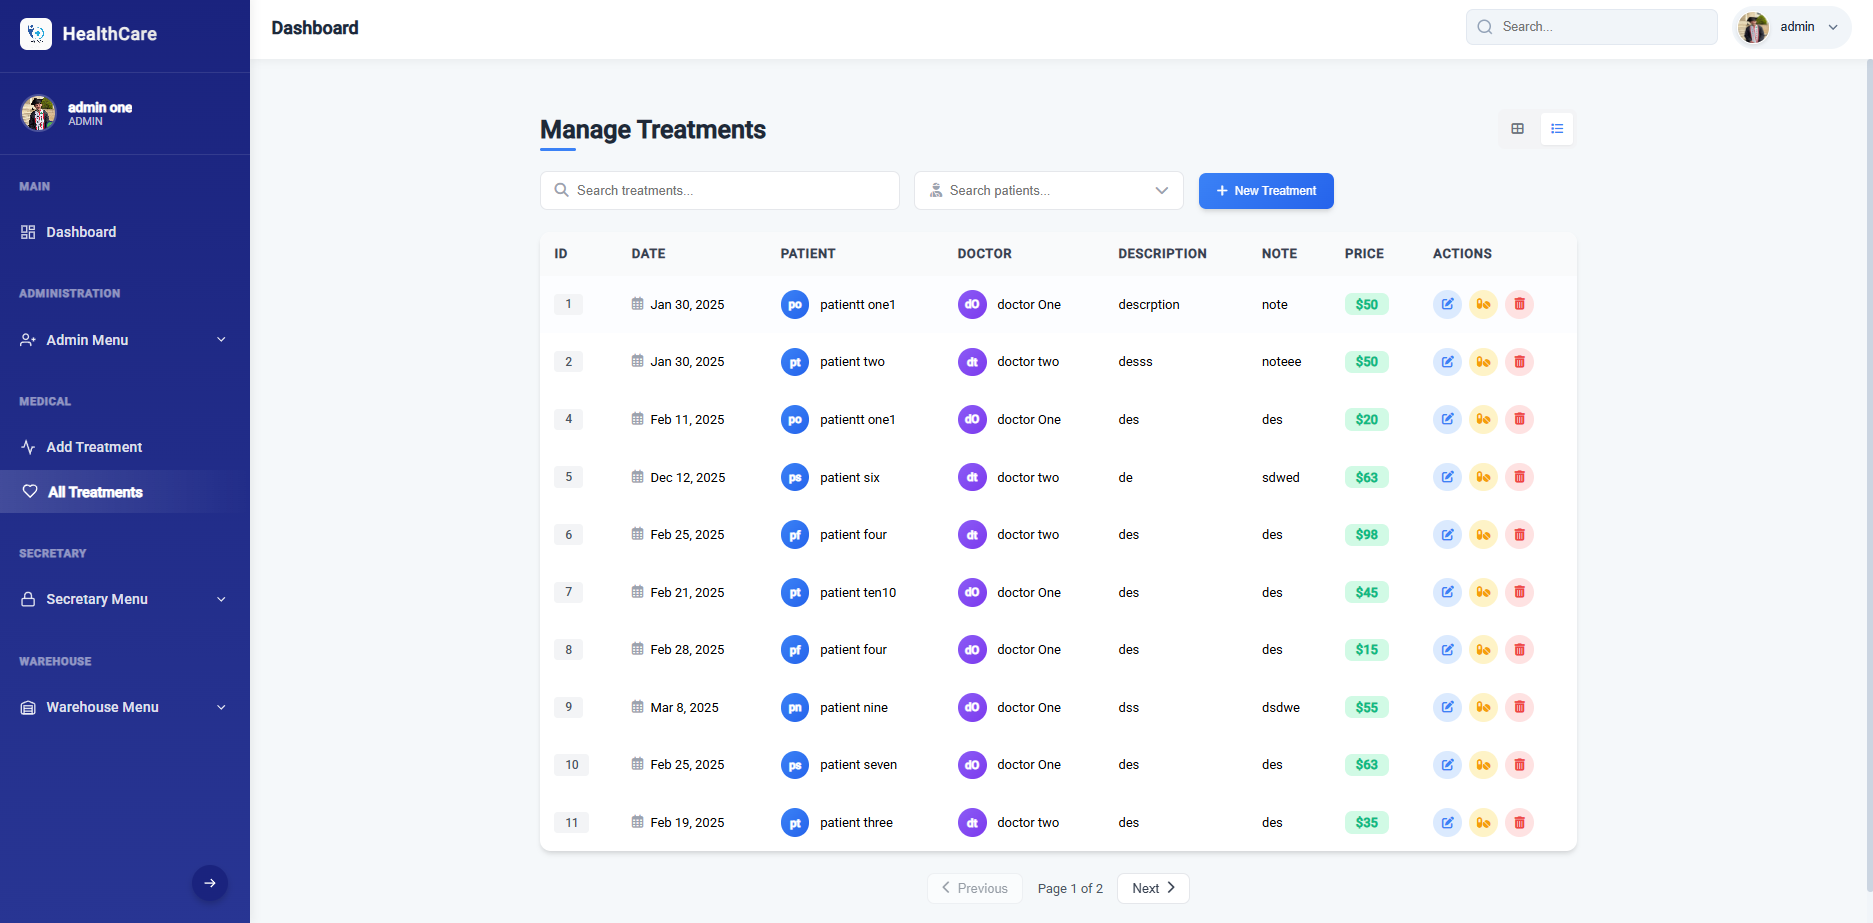 HealthCare
Dashboard
Search...
admin
admin one
ADMIN
MAIN
Dashboard
ADMINISTRATION
Admin Menu
MEDICAL
Add Treatment
All Treatments
SECRETARY
Secretary Menu
WAREHOUSE
Warehouse Menu
Manage Treatments
Search treatments...
Search patients...
+ New Treatment
ID DATE PATIENT DOCTOR DESCRIPTION NOTE PRICE ACTIONS
1 Jan 30, 2025 po patientt one1 dO doctor One descrption note $50
2 Jan 30, 2025 pt patient two dt doctor two desss noteee $50
4 Feb 11, 2025 po patientt one1 dO doctor One des des $20
5 Dec 12, 2025 ps patient six dt doctor two de sdwed $63
6 Feb 25, 2025 pf patient four dt doctor two des des $98
7 Feb 21, 2025 pt patient ten10 dO doctor One des des $45
8 Feb 28, 2025 pf patient four dO doctor One des des $15
9 Mar 8, 2025 pn patient nine dO doctor One dss dsdwe $55
10 Feb 25, 2025 ps patient seven dO doctor One des des $63
11 Feb 19, 2025 pt patient three dt doctor two des des $35
Previous Page 1 of 2 Next